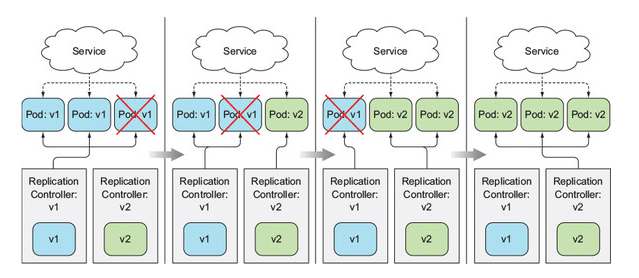 Service
Service
Service
Service
Pod: v1
Pod: v1
Pod: v1
Pod: v1
Pod: v1
Pod: v2
Pod: v1
Pod: v2
Pod: v2
Pod: v2
Pod: v2
Pod: v2
Replication
Controller:
v1
Replication
Controller:
v2
Replication
Controller:
v1
Replication
Controller:
v2
Replication
Controller:
v1
Replication
Controller:
v2
Replication
Controller:
v1
Replication
Controller:
v2
v1
v2
v1
v2
v1
v2
v1
v2